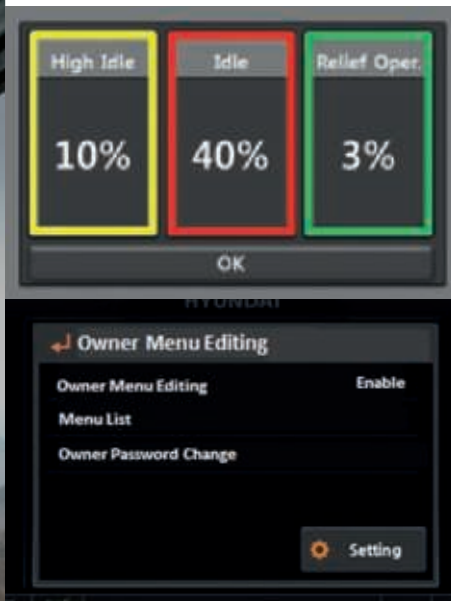 High Idle Idle Relief Oper.
10% 40% 3%
OK
HYUNDAI
Owner Menu Editing
Owner Menu Editing Enable
Menu List
Owner Password Change
Setting